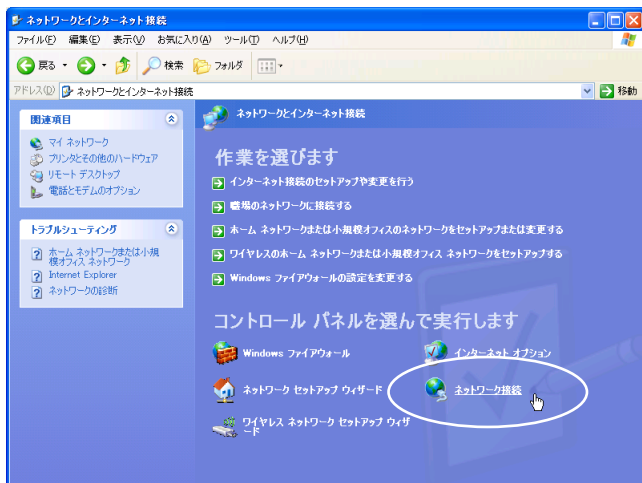 ネットワークとインターネット接続
ファイル(F) 編集(E) 表示(V) お気に入り(A) ツール(T) ヘルプ(H)
戻る 検索 フォルダ
アドレス(D) ネットワークとインターネット接続 移動
関連項目
マイ ネットワーク
プリンタとその他のハードウェア
リモート デスクトップ
電話とモデムのオプション
トラブルシューティング
ホーム ネットワークまたは小規
模オフィス ネットワーク
Internet Explorer
ネットワークの診断
ネットワークとインターネット接続
作業を選びます
インターネット接続のセットアップや変更を行う
職場のネットワークに接続する
ホーム ネットワークまたは小規模オフィスのネットワークをセットアップまたは変更する
ワイヤレスのホーム ネットワークまたは小規模オフィス ネットワークをセットアップする
Windows ファイアウォールの設定を変更する
コントロール パネルを選んで実行します
Windows ファイアウォール
インターネット オプション
ネットワーク セットアップ ウィザード
ネットワーク接続
ワイヤレス ネットワーク セットアップ ウィザ
ード